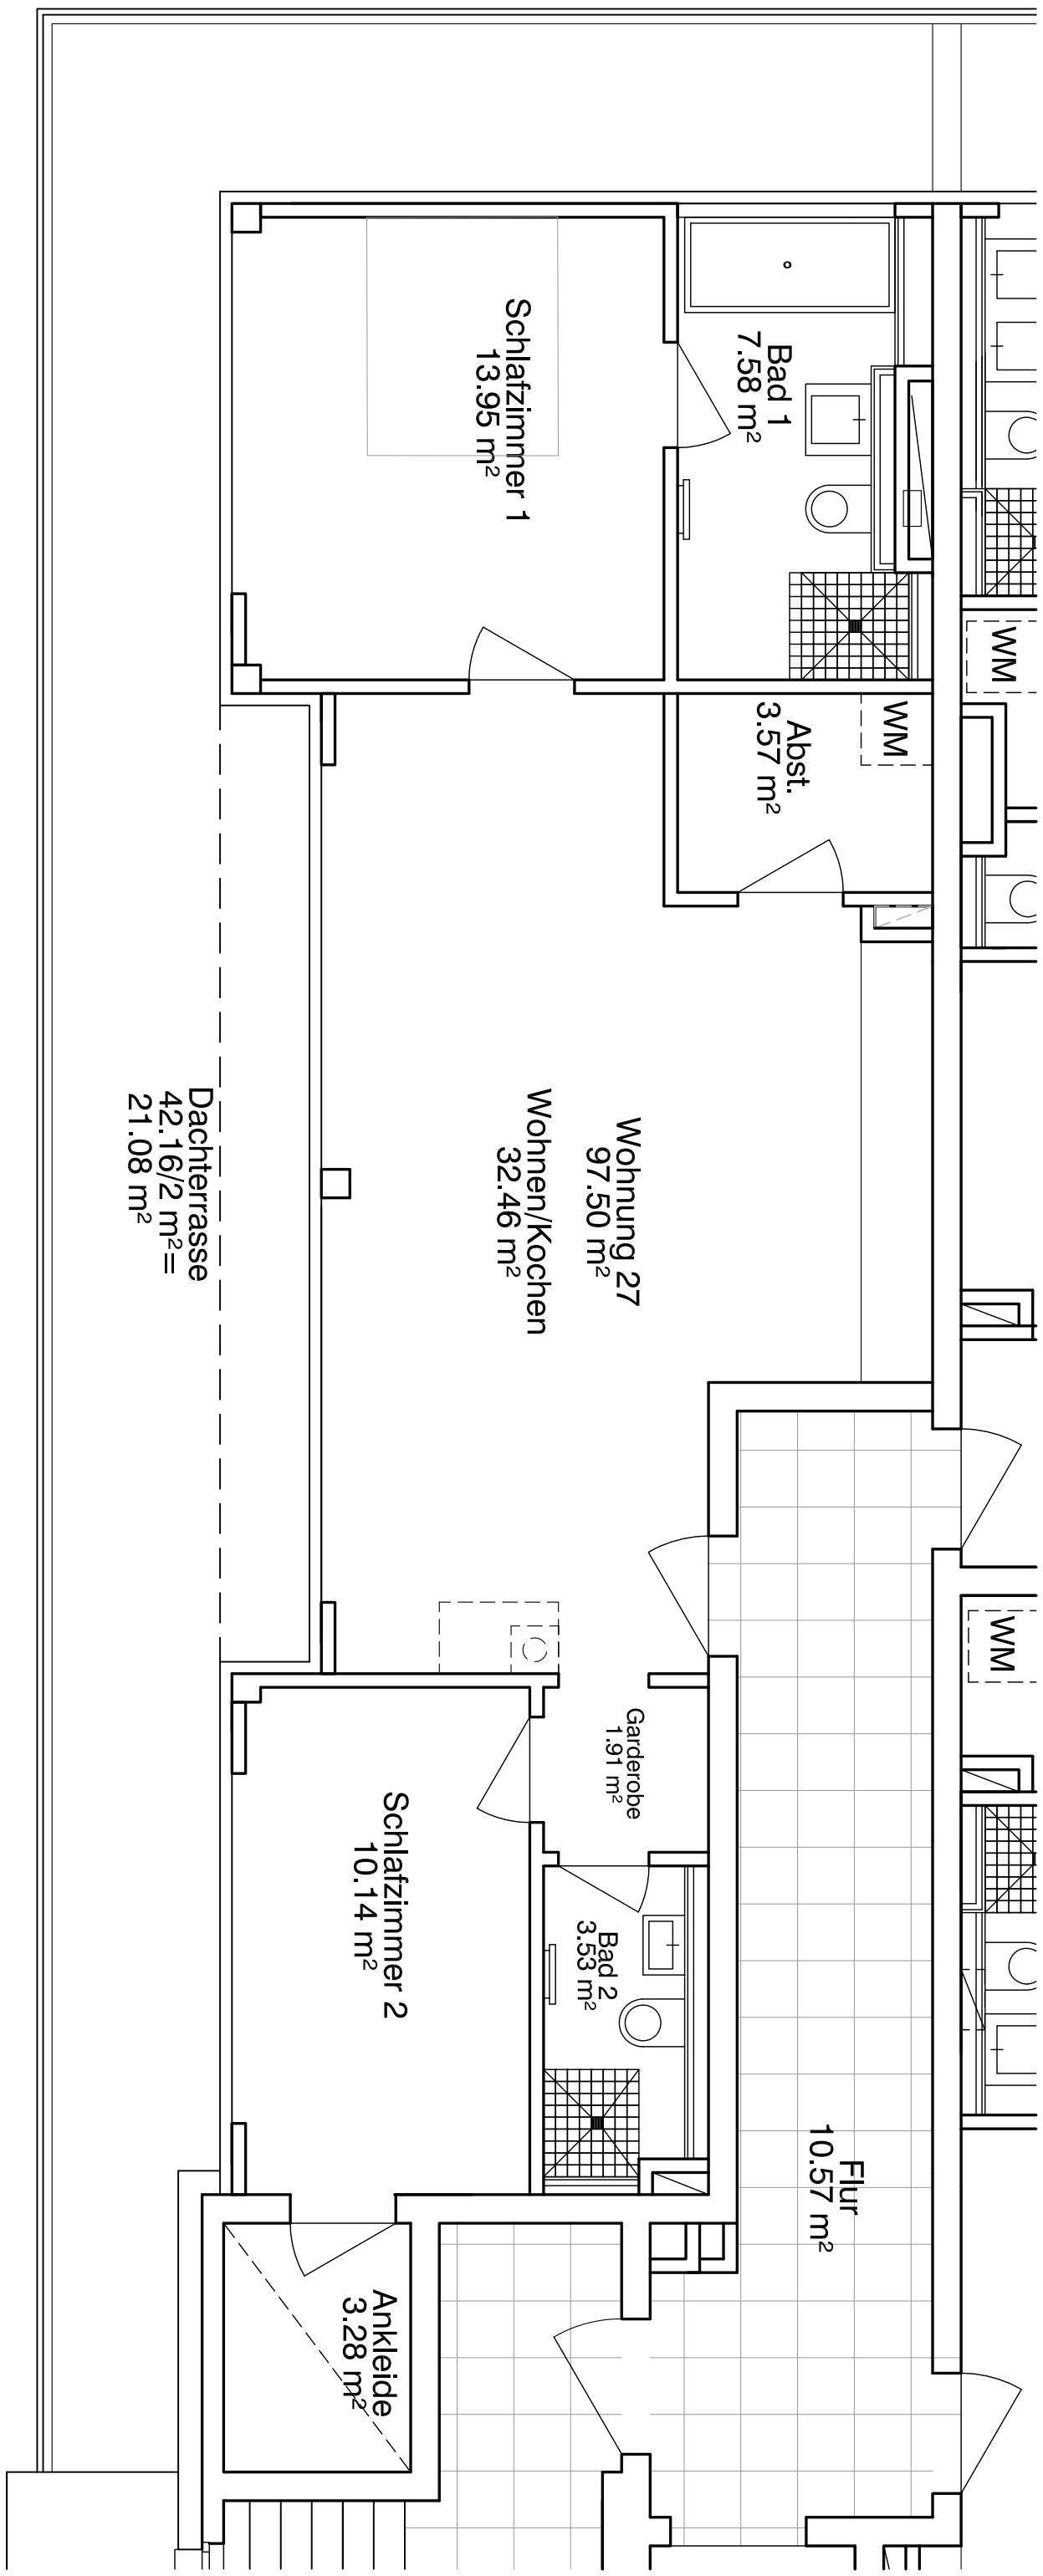 Schlafzimmer 1
13.95 m²
Bad 1
7.58 m²
WM
WM
Abst.
3.57 m²
Wohnung 27
97.50 m²
Wohnen/Kochen
32.46 m²
Dachterrasse
42.16/2 m²=
21.08 m²
WM
Garderobe
1.91 m²
Schlafzimmer 2
10.14 m²
Bad 2
3.53 m²
Flur
10.57 m²
Ankleide
3.28 m²